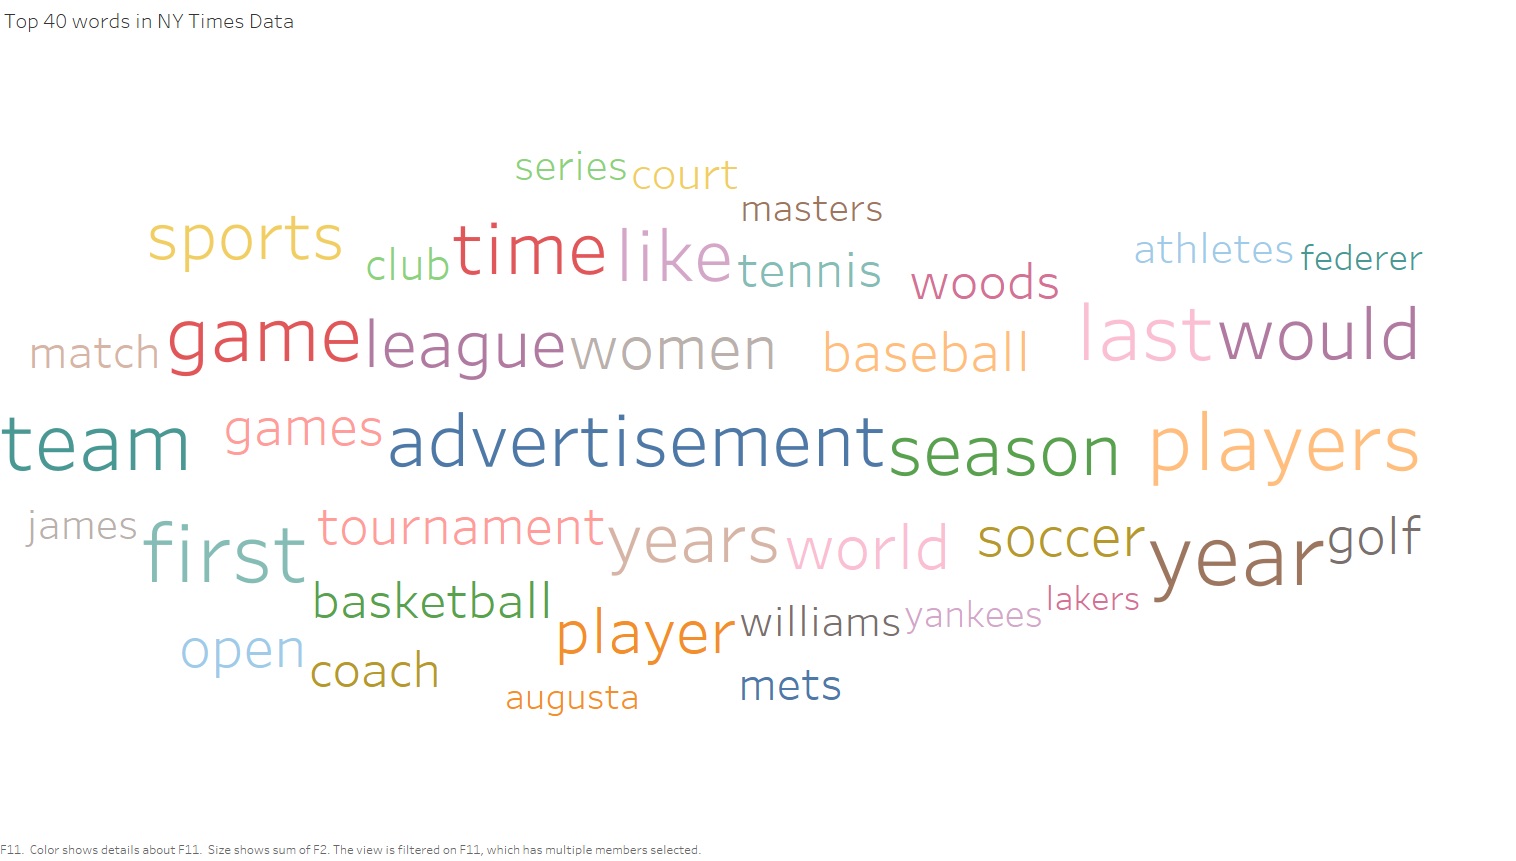 Top 40 words in NY Times Data
series court
masters
sports club time like tennis woods athletes federer
match game league women baseball last would
team games advertisement season players
james first tournament years world soccer year golf
basketball player williams yankees lakers
open coach augusta mets
F11. Color shows details about F11. Size shows sum of F2. The view is filtered on F11, which has multiple members selected.